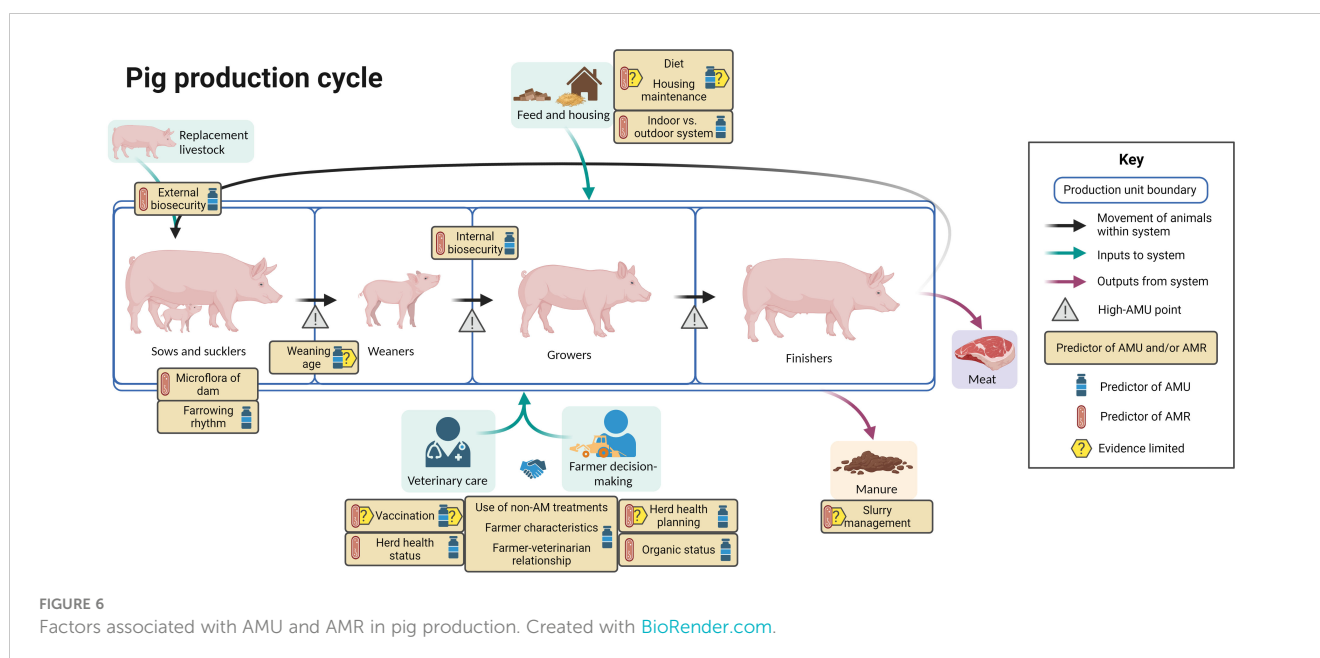 Pig production cycle
Replacement
livestock
External
biosecurity
Feed and housing
Diet
Housing
maintenance
Indoor vs.
outdoor system
Internal
biosecurity
Sows and sucklers
Weaning
age
Weaners
Growers
Finishers
Microflora of
dam
Farrowing
rhythm
Meat
Veterinary care
Farmer decision-
making
Manure
Slurry
management
Vaccination
Herd health
status
Use of non-AM treatments
Farmer characteristics
Farmer-veterinarian
relationship
Herd health
planning
Organic status
Key
Production unit boundary
Movement of animals
within system
Inputs to system
Outputs from system
High-AMU point
Predictor of AMU and/or AMR
Predictor of AMU
Predictor of AMR
Evidence limited
FIGURE 6
Factors associated with AMU and AMR in pig production. Created with BioRender.com.